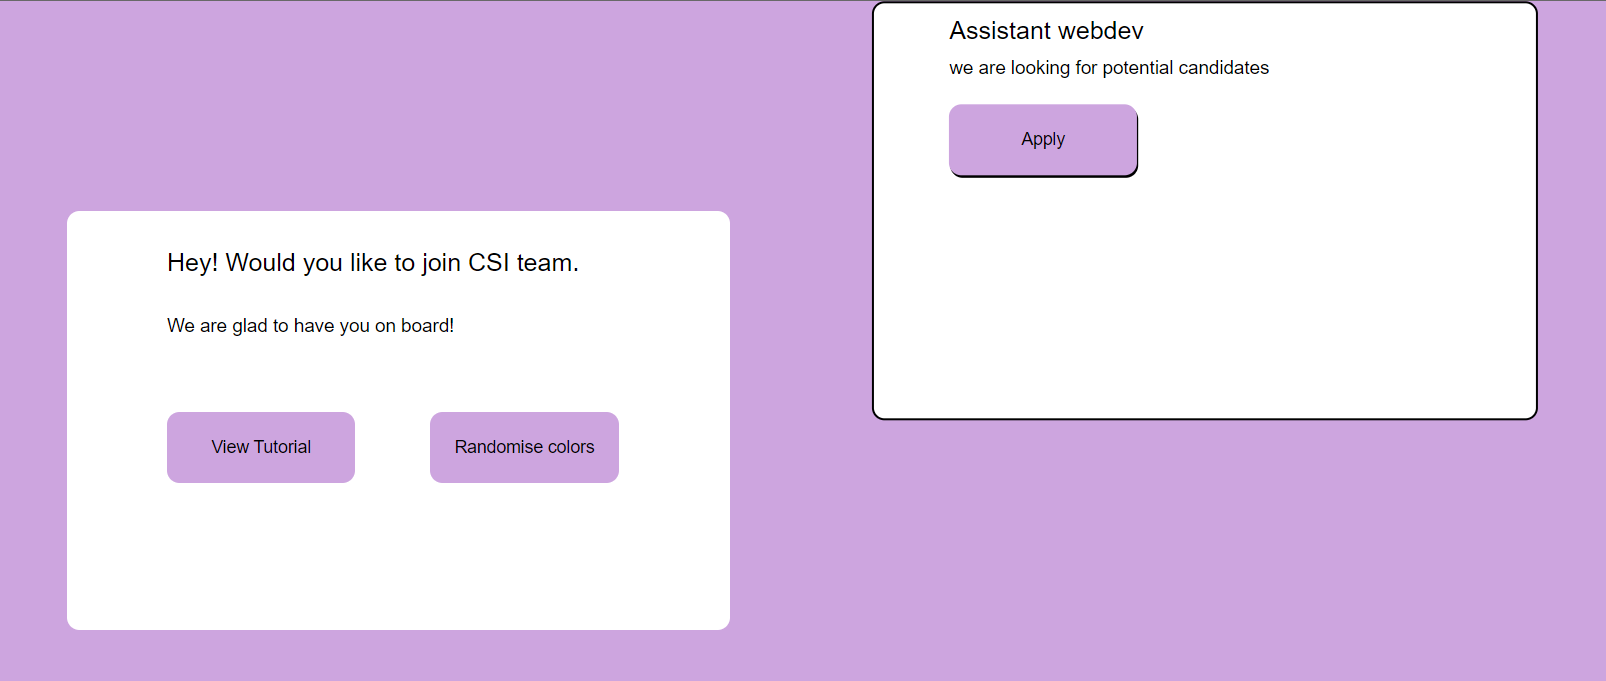 Hey! Would you like to join CSI team.
We are glad to have you on board!
View Tutorial
Randomise colors
Assistant webdev
we are looking for potential candidates
Apply